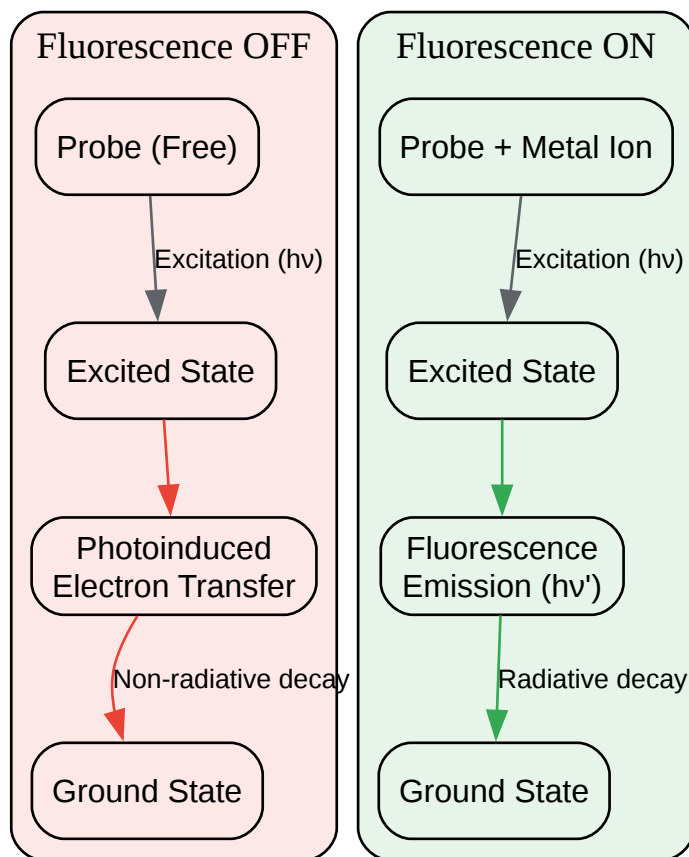 Fluorescence OFF
Probe (Free)
Excitation (hν)
Excited State
Photoinduced
Electron Transfer
Non-radiative decay
Ground State
Fluorescence ON
Probe + Metal Ion
Excitation (hν)
Excited State
Fluorescence
Emission (hν')
Radiative decay
Ground State